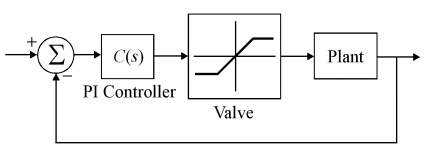 +
Σ
−
C(s)
PI Controller
Valve
Plant